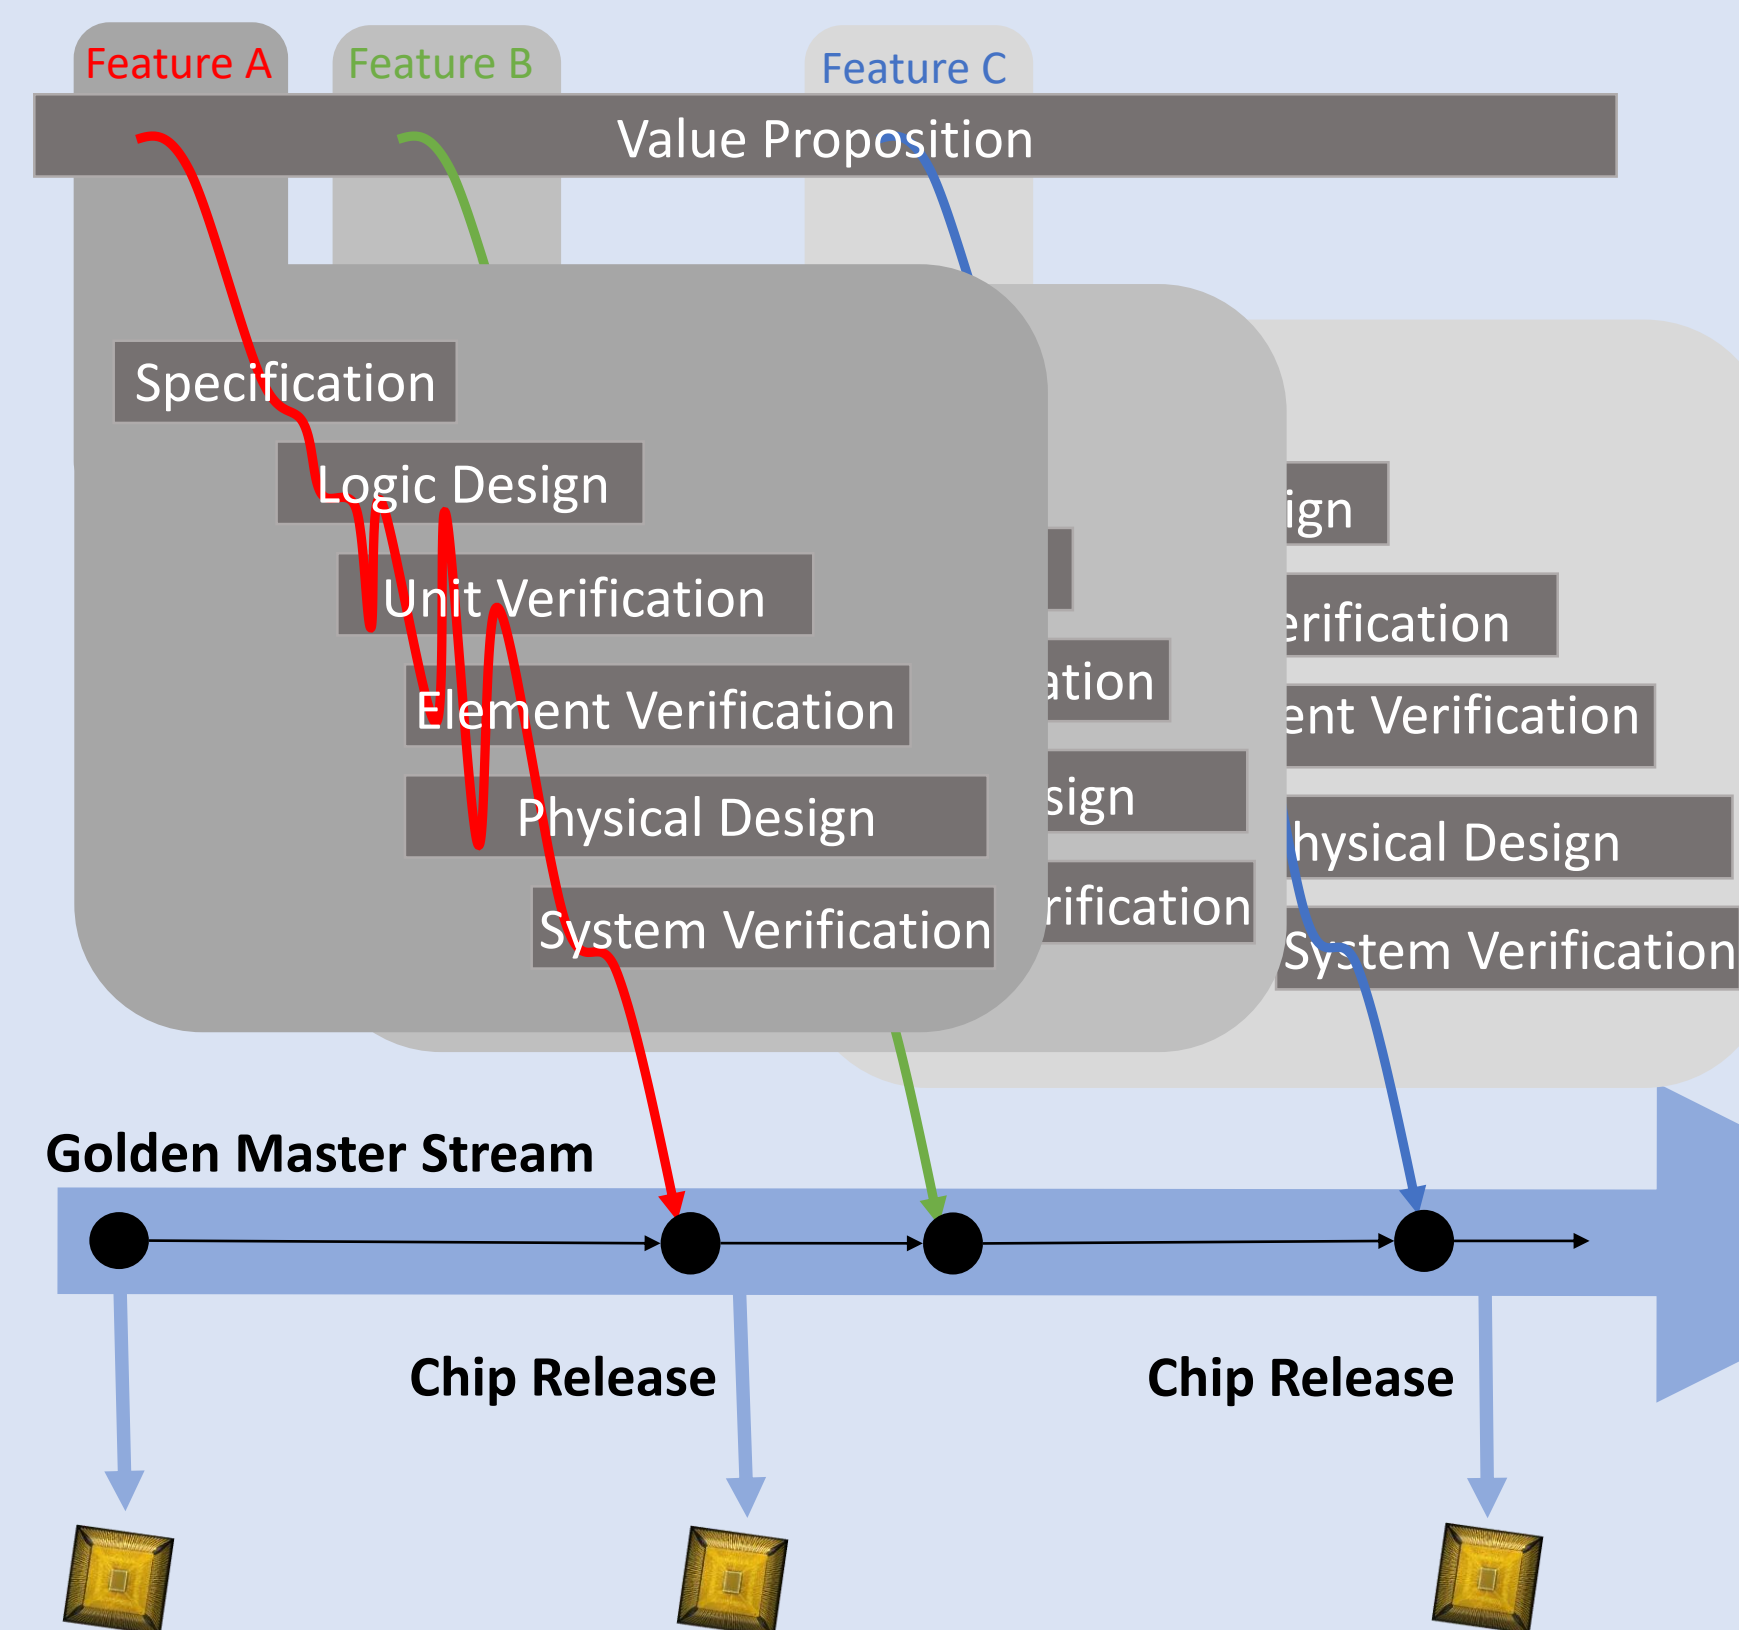 Feature A
Feature B
Feature C
Value Proposition
Specification
Logic Design
Unit Verification
Element Verification
Physical Design
System Verification
ation
sign
rification
ign
erification
ent Verification
hysical Design
System Verification
Golden Master Stream
Chip Release
Chip Release